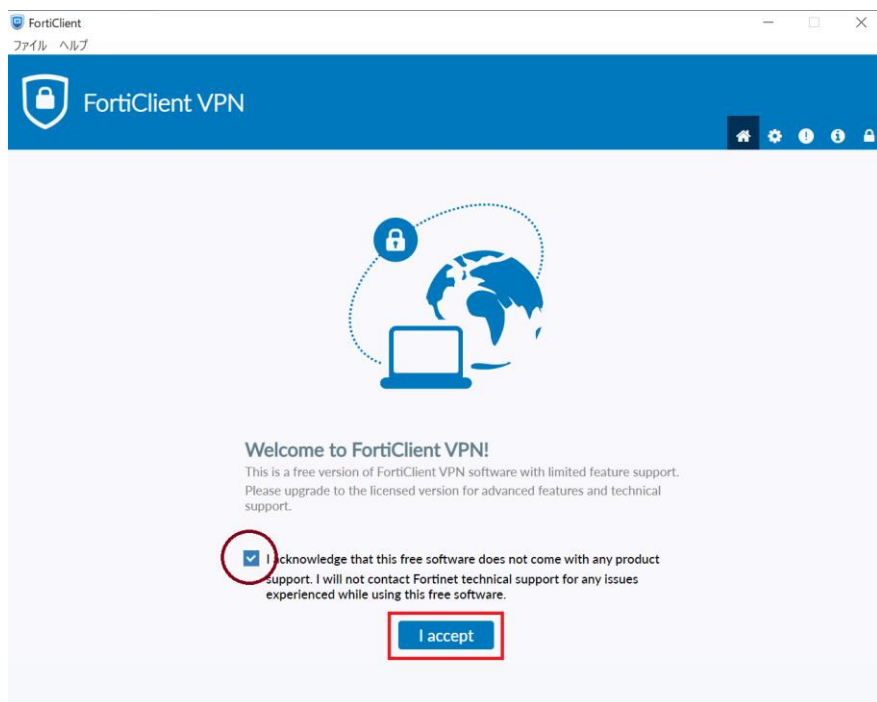 FortiClient
ファイル ヘルプ
FortiClient VPN
Welcome to FortiClient VPN!
This is a free version of FortiClient VPN software with limited feature support.
Please upgrade to the licensed version for advanced features and technical
support.
I acknowledge that this free software does not come with any product
support. I will not contact Fortinet technical support for any issues
experienced while using this free software.
I accept